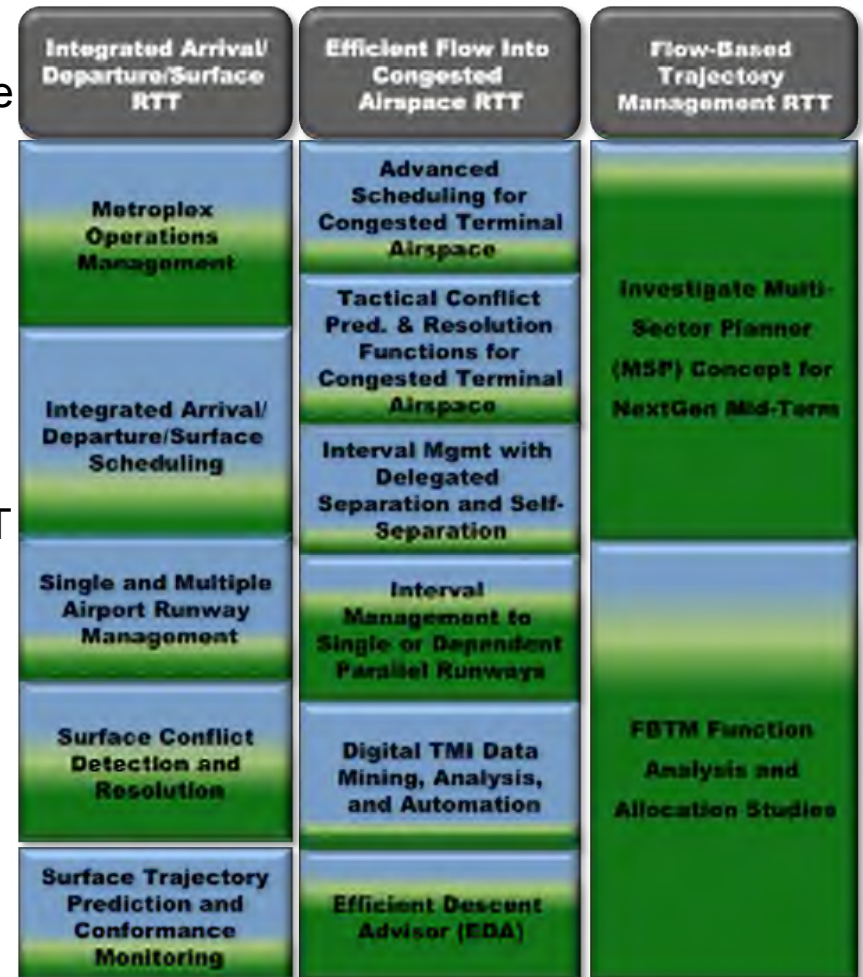 Integrated Arrival/
Departure/Surface
RTT
Metroplex
Operations
Management
Integrated Arrival/
Departure/Surface
Scheduling
Single and Multiple
Airport Runway
Management
Surface Conflict
Detection and
Resolution
Surface Trajectory
Prediction and
Conformance
Monitoring
Efficient Flow Into
Congested
Airspace RTT
Advanced
Scheduling for
Congested Terminal
Airspace
Tactical Conflict
Pred. & Resolution
Functions for
Congested Terminal
Airspace
Interval Mgmt with
Delegated
Separation and Self-
Separation
Interval
Management to
Single or Dependent
Parallel Runways
Digital TMI Data
Mining, Analysis,
and Automation
Efficient Descent
Advisor (EDA)
Flow-Based
Trajectory
Management RTT
Investigate Multi-
Sector Planner
(MSP) Concept for
NextGen Mid-Term
FBTM Function
Analysis and
Allocation Studies